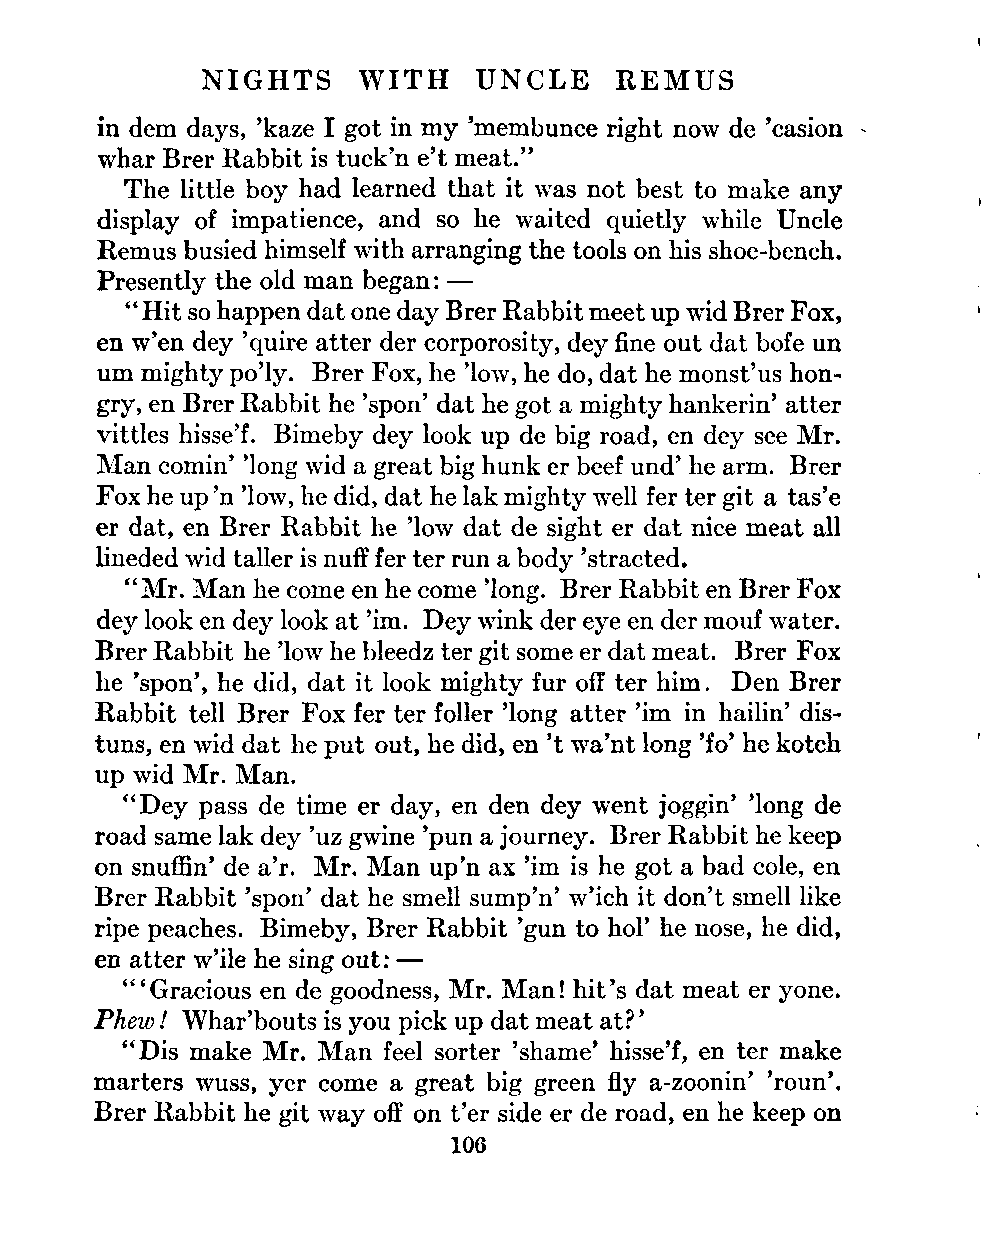 NIGHTS WITH UNCLE REMUS
in dem days, ’kaze I got in my ’membunce right now de ’casion
whar Brer Rabbit is tuck’n e’t meat.”
The little boy had learned that it was not best to make any
display of impatience, and so he waited quietly while Uncle
Remus busied himself with arranging the tools on his shoe-bench.
Presently the old man began: —
“Hit so happen dat one day Brer Rabbit meet up wid Brer Fox,
en w’en dey ’quire atter der corporosity, dey fine out dat bofe un
um mighty po’ly. Brer Fox, he ’low, he do, dat he monst’us hon-
gry, en Brer Rabbit he ’spon’ dat he got a mighty hankerin’ atter
vittles hisse’f. Bimeby dey look up de big road, en dey see Mr.
Man comin’ ’long wid a great big hunk er beef und’ he arm. Brer
Fox he up ’n ’low, he did, dat he lak mighty well fer ter git a tas’e
er dat, en Brer Rabbit he ’low dat de sight er dat nice meat all
lineded wid taller is nuff fer ter run a body ’stracted.
“Mr. Man he come en he come ’long. Brer Rabbit en Brer Fox
dey look en dey look at ’im. Dey wink der eye en der mouf water.
Brer Rabbit he ’low he bleedz ter git some er dat meat. Brer Fox
he ’spon’, he did, dat it look mighty fur off ter him. Den Brer
Rabbit tell Brer Fox fer ter foller ’long atter ’im in hailin’ dis-
tuns, en wid dat he put out, he did, en ’t wa’nt long ’fo’ he kotch
up wid Mr. Man.
“Dey pass de time er day, en den dey went joggin’ ’long de
road same lak dey ’uz gwine ’pun a journey. Brer Rabbit he keep
on snuffin’ de a’r. Mr. Man up’n ax ’im is he got a bad cole, en
Brer Rabbit ’spon’ dat he smell sump’n’ w’ich it don’t smell like
ripe peaches. Bimeby, Brer Rabbit ’gun to hol’ he nose, he did,
en atter w’ile he sing out: —
“‘Gracious en de goodness, Mr. Man! hit’s dat meat er yone.
Phew! Whar’bouts is you pick up dat meat at?’
“Dis make Mr. Man feel sorter ’shame’ hisse’f, en ter make
marters wuss, yer come a great big green fly a-zoonin’ ’roun’.
Brer Rabbit he git way off on t’er side er de road, en he keep on
106